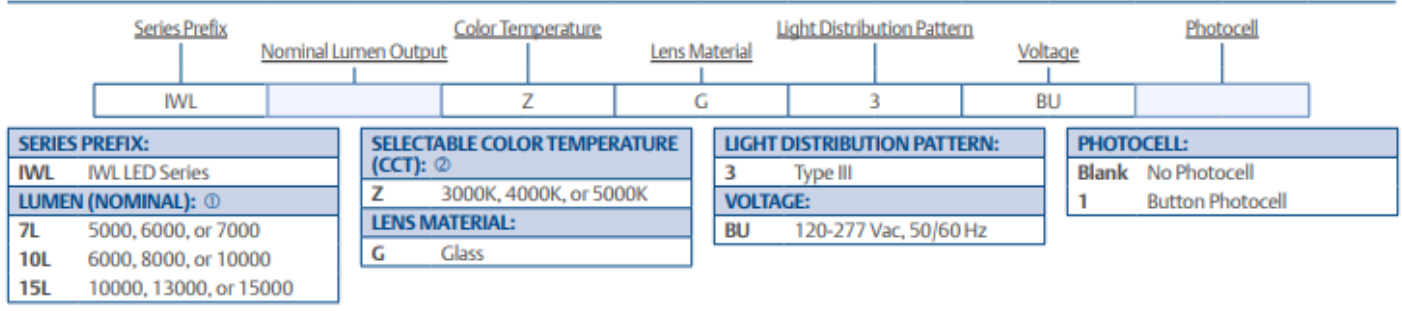 Series Prefix
Color Temperature
Light Distribution Pattern
Photocell
Nominal Lumen Output
Lens Material
Voltage
IWL
Z
G
3
BU
SERIES PREFIX:
IWL IWL LED Series
LUMEN (NOMINAL): ①
7L 5000, 6000, or 7000
10L 6000, 8000, or 10000
15L 10000, 13000, or 15000
SELECTABLE COLOR TEMPERATURE
(CCT): ②
Z 3000K, 4000K, or 5000K
LENS MATERIAL:
G Glass
LIGHT DISTRIBUTION PATTERN:
3 Type III
VOLTAGE:
BU 120-277 Vac, 50/60 Hz
PHOTOCELL:
Blank No Photocell
1 Button Photocell